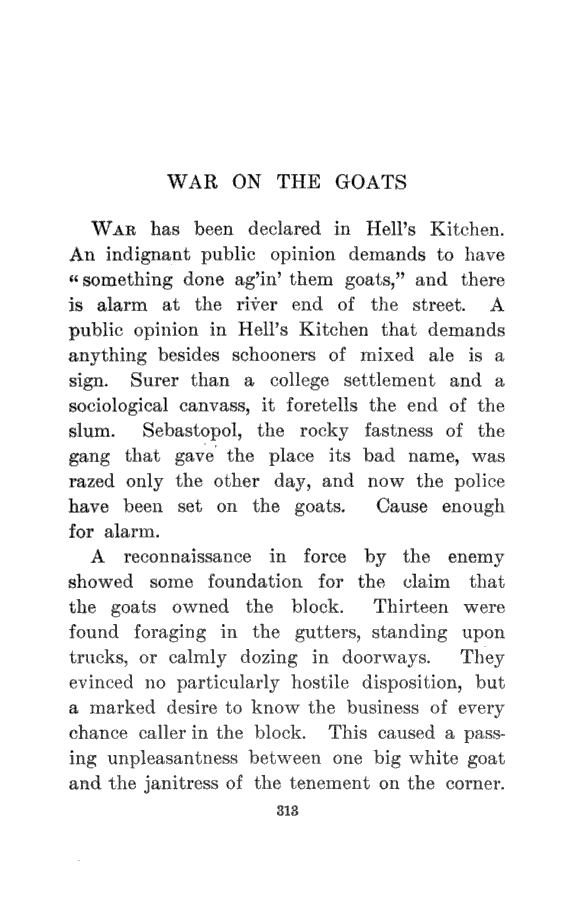 WAR ON THE GOATS
WAR has been declared in Hell's Kitchen.
An indignant public opinion demands to have
"something done ag'in' them goats," and there
is alarm at the river end of the street. A
public opinion in Hell's Kitchen that demands
anything besides schooners of mixed ale is a
sign. Surer than a college settlement and a
sociological canvass, it foretells the end of the
slum. Sebastopol, the rocky fastness of the
gang that gave the place its bad name, was
razed only the other day, and now the police
have been set on the goats. Cause enough
for alarm.
A reconnaissance in force by the enemy
showed some foundation for the claim that
the goats owned the block. Thirteen were
found foraging in the gutters, standing upon
trucks, or calmly dozing in doorways. They
evinced no particularly hostile disposition, but
a marked desire to know the business of every
chance caller in the block. This caused a pass-
ing unpleasantness between one big white goat
and the janitress of the tenement on the corner.
313